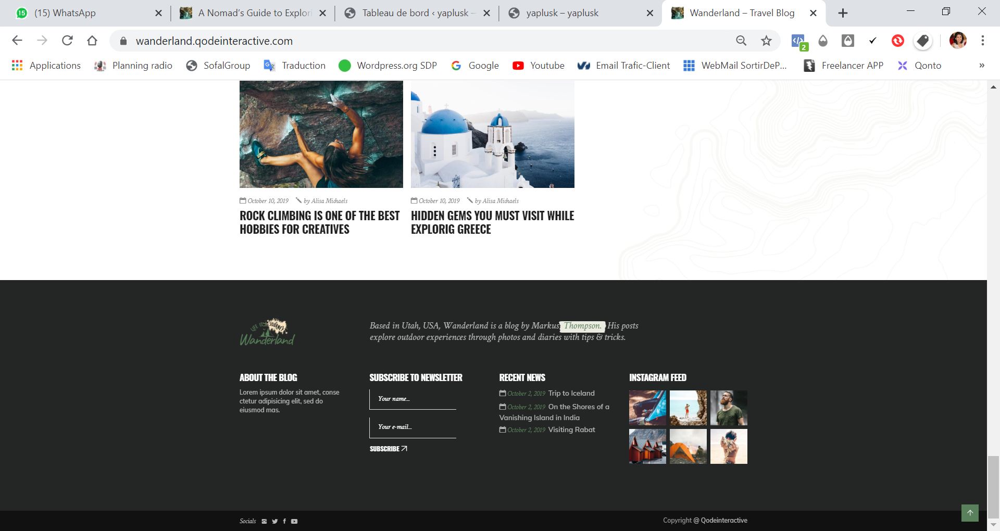 15
(15) WhatsApp
A Nomad's Guide to Explori
Tableau de bord ‹ yaplusk –
yaplusk – yaplusk
Wanderland – Travel Blog
wanderland.qodeinteractive.com
2
Applications
Planning radio
SofalGroup
Traduction
Wordpress.org SDP
Google
Youtube
Email Trafic-Client
WebMail SortirDeP...
Freelancer APP
Qonto
»
October 10, 2019 by Alisa Michaels
ROCK CLIMBING IS ONE OF THE BEST
HOBBIES FOR CREATIVES
October 10, 2019 by Alisa Michaels
HIDDEN GEMS YOU MUST VISIT WHILE
EXPLORIG GREECE
LIFE IS A JOURNEY
Wanderland
Based in Utah, USA, Wanderland is a blog by Markus Thompson. His posts
explore outdoor experiences through photos and diaries with tips & tricks.
ABOUT THE BLOG
Lorem ipsum dolor sit amet, conse
ctetur adipisicing elit, sed do
eiusmod mas.
SUBSCRIBE TO NEWSLETTER
Your name...
Your e-mail...
SUBSCRIBE
RECENT NEWS
October 2, 2019 Trip to Iceland
October 2, 2019 On the Shores of a
Vanishing Island in India
October 2, 2019 Visiting Rabat
INSTAGRAM FEED
Socials
Copyright @ Qodeinteractive